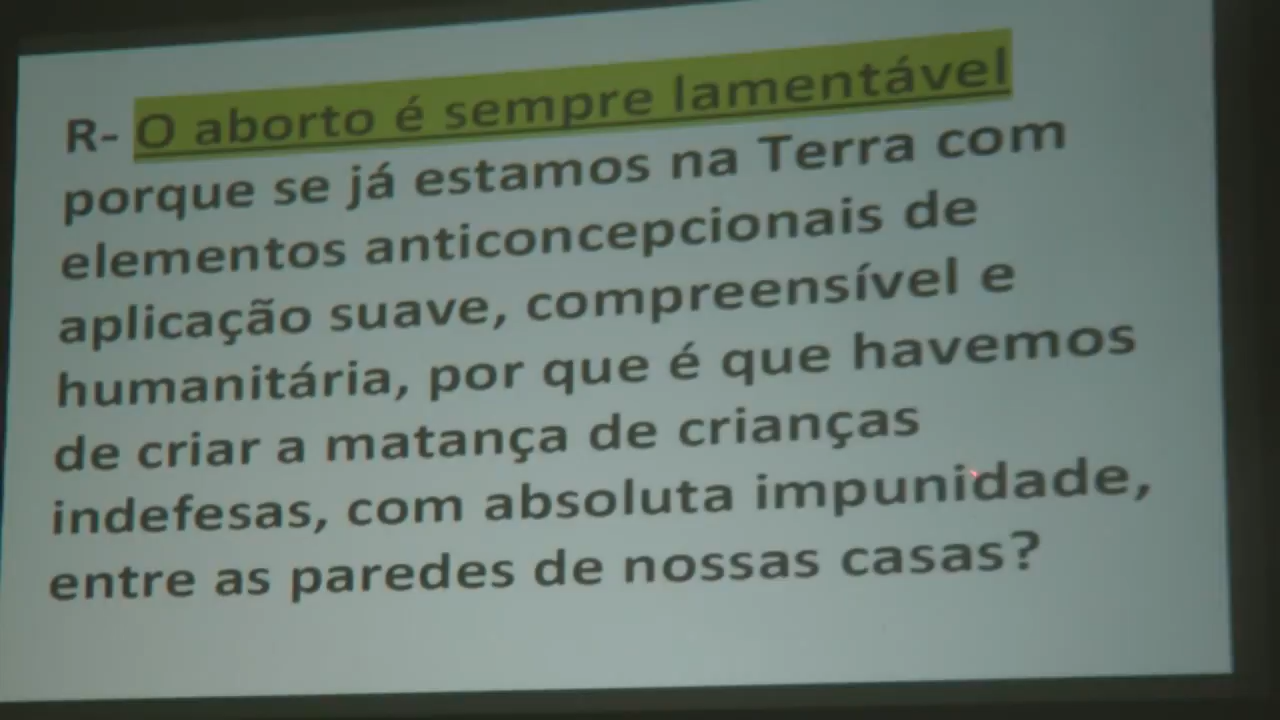 R- O aborto é sempre lamentável
porque se já estamos na Terra com
elementos anticoncepcionais de
aplicação suave, compreensível e
humanitária, por que é que havemos
de criar a matança de crianças
indefesas, com absoluta impunidade,
entre as paredes de nossas casas?